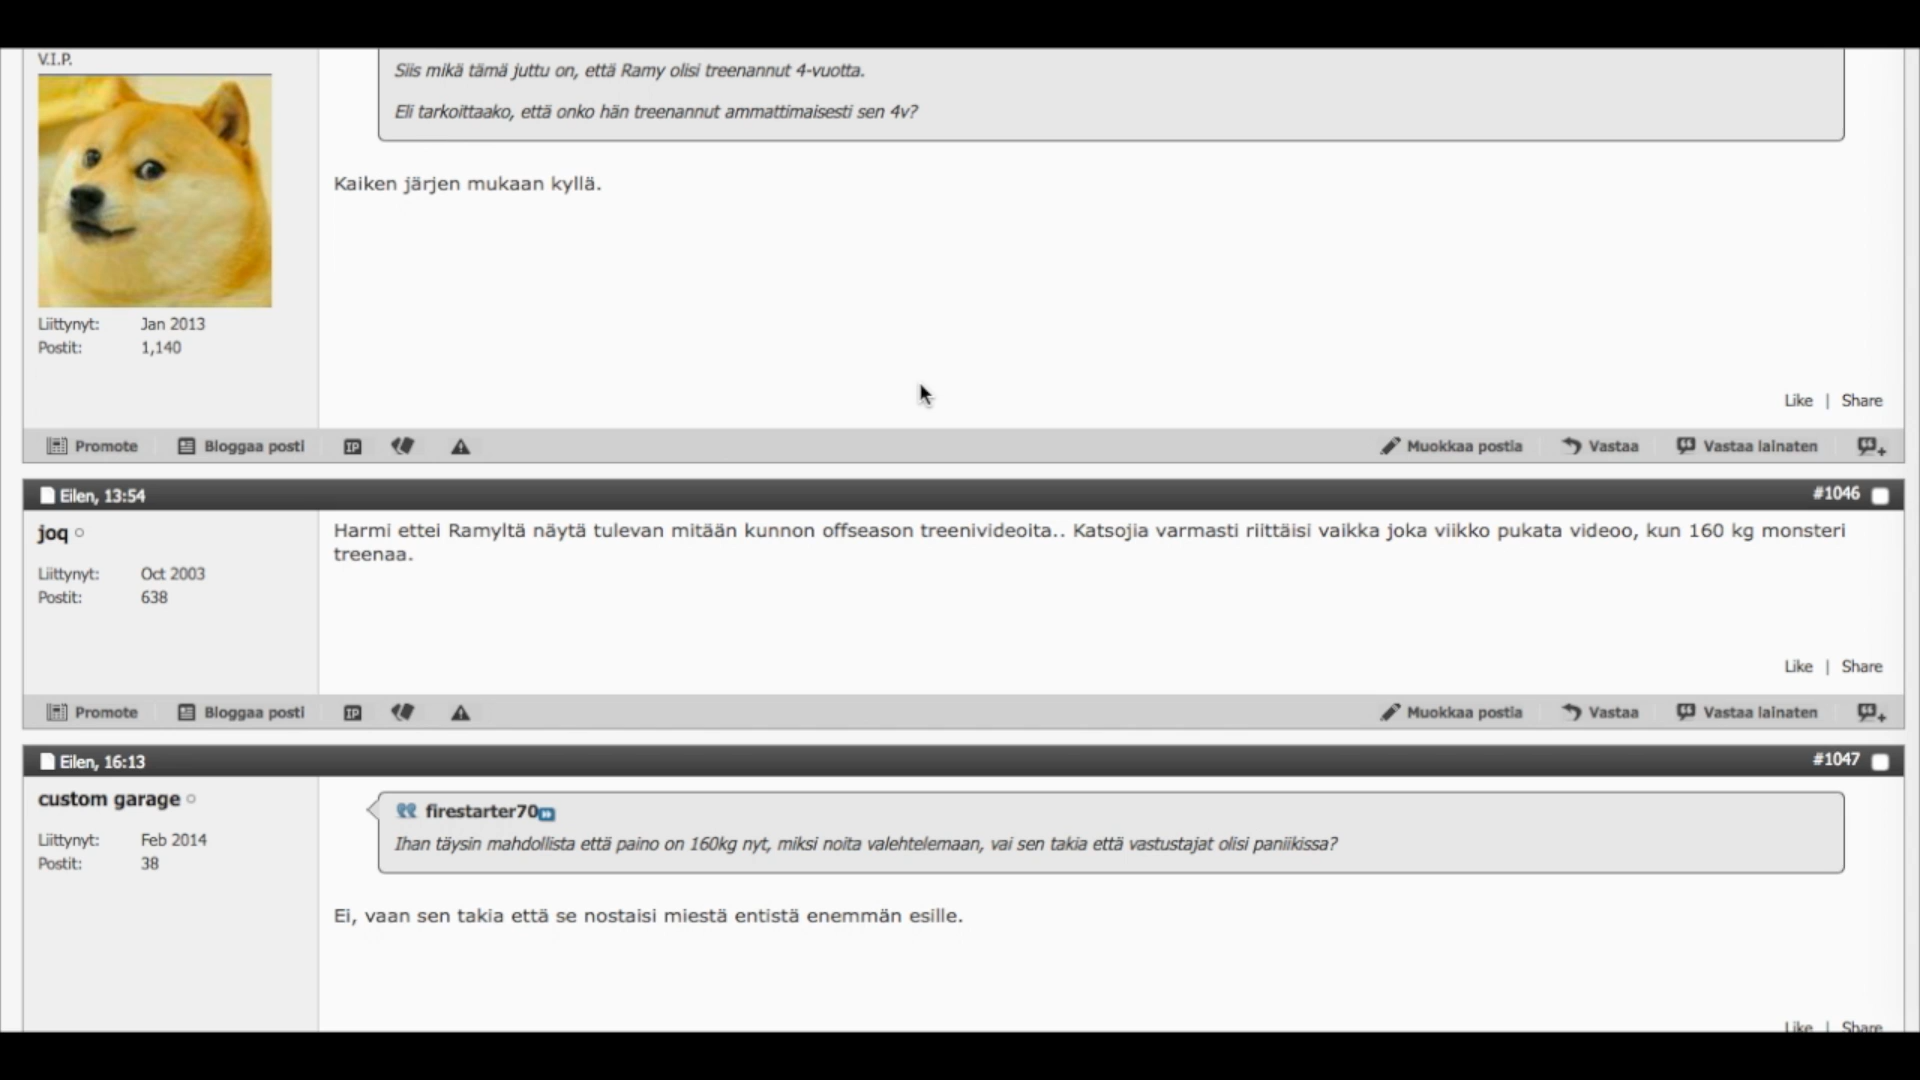 V.I.P.
Siis mikä tämä juttu on, että Ramy olisi treenannut 4-vuotta.
Eli tarkoittaako, että onko hän treenannut ammattimaisesti sen 4v?
Kaiken järjen mukaan kyllä.
Liittynyt: Jan 2013
Postit: 1,140
Like | Share
Promote Bloggaa posti IP Muokkaa postia Vastaa Vastaa lainaten
Eilen, 13:54 #1046
joq
Liittynyt: Oct 2003
Postit: 638
Harmi ettei Ramyltä näytä tulevan mitään kunnon offseason treenivideoita.. Katsojia varmasti riittäisi vaikka joka viikko pukata videoo, kun 160 kg monsteri
treenaa.
Like | Share
Promote Bloggaa posti IP Muokkaa postia Vastaa Vastaa lainaten
Eilen, 16:13 #1047
custom garage
Liittynyt: Feb 2014
Postit: 38
firestarter70
Ihan täysin mahdollista että paino on 160kg nyt, miksi noita valehtelemaan, vai sen takia että vastustajat olisi paniikissa?
Ei, vaan sen takia että se nostaisi miestä entistä enemmän esille.
Like | Share